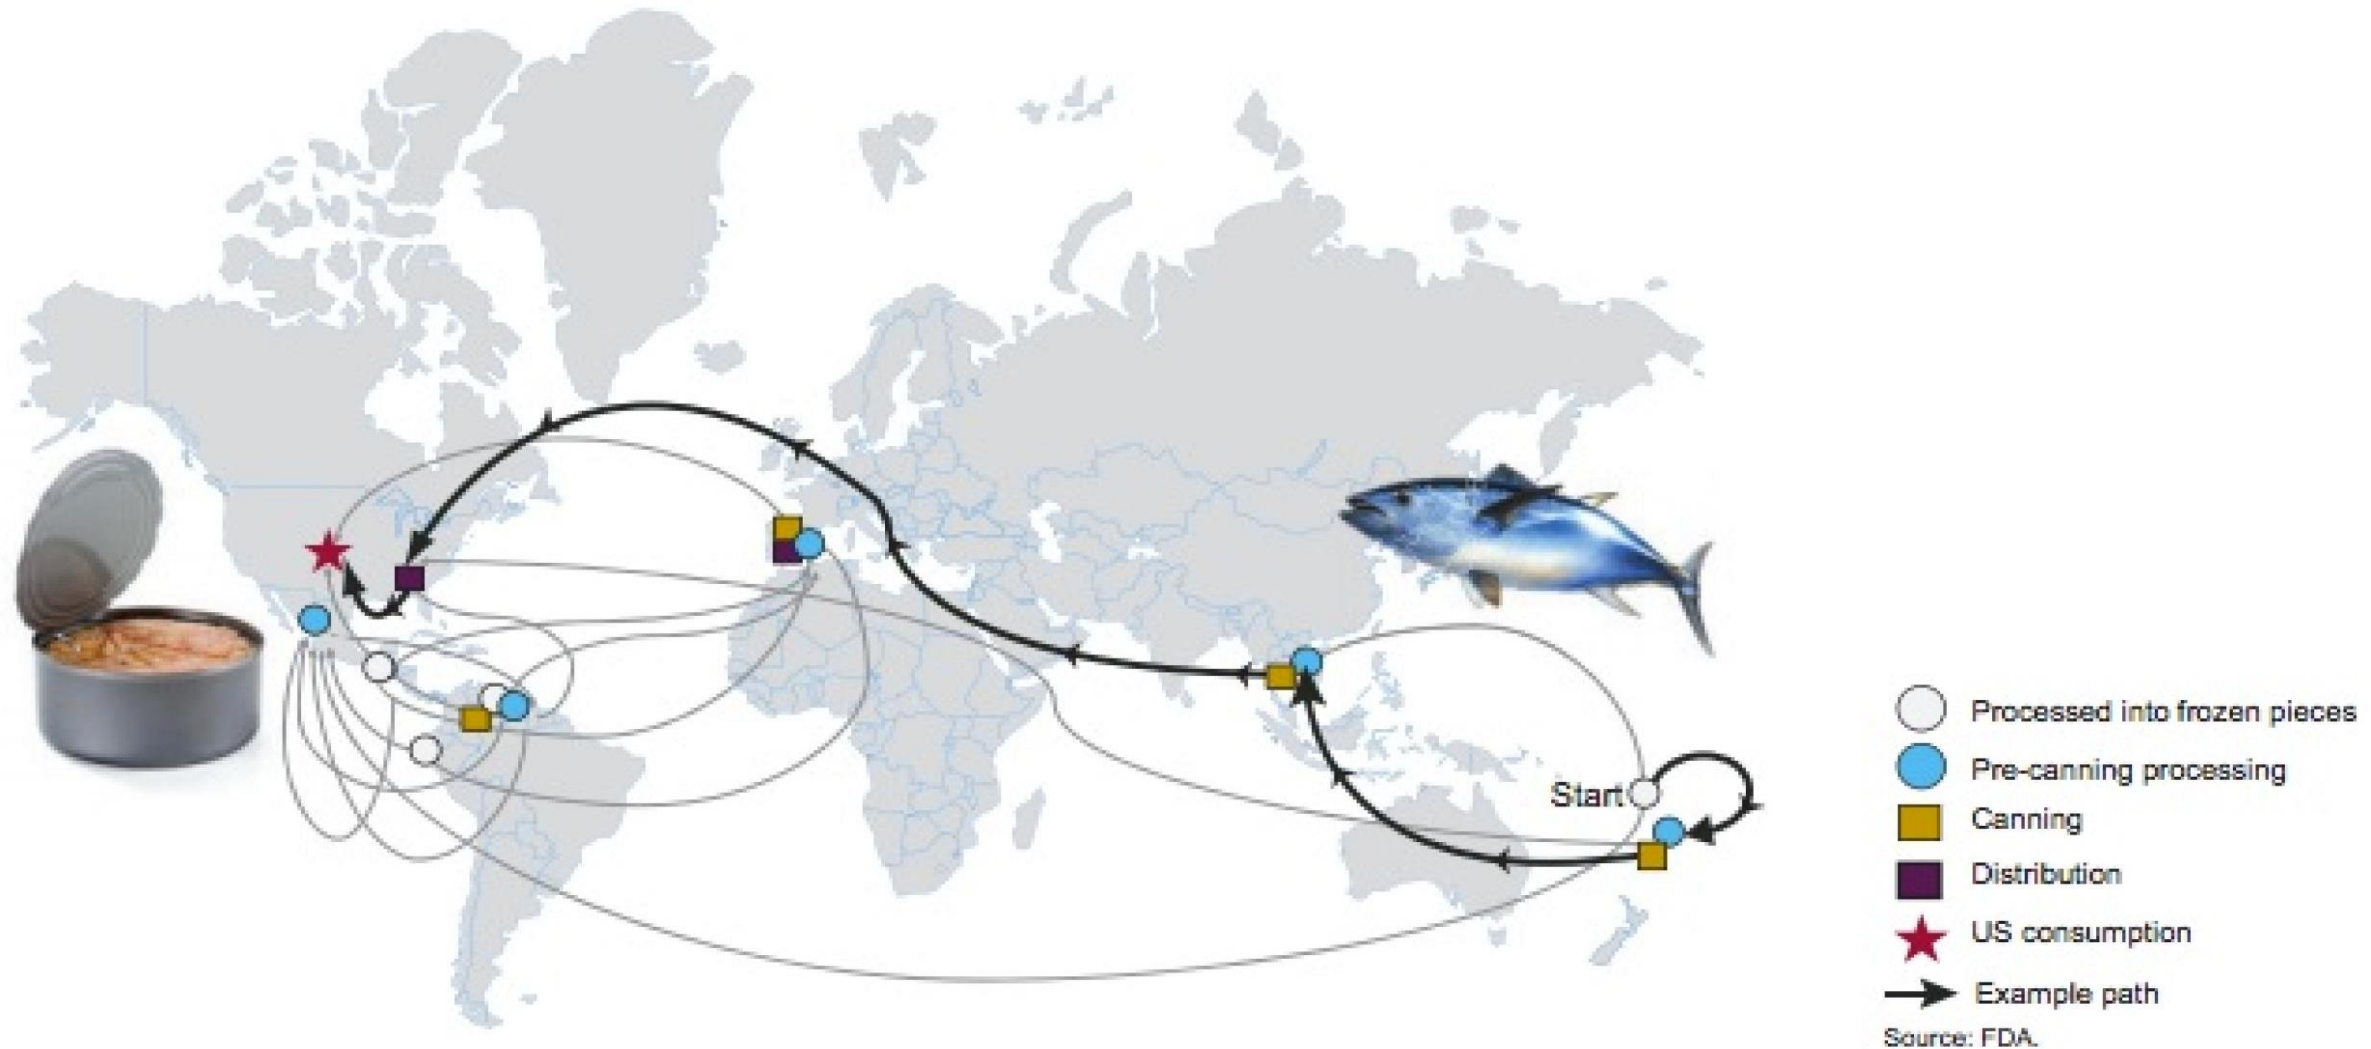 Start
Processed into frozen pieces
Pre-canning processing
Canning
Distribution
US consumption
Example path
Source: FDA.